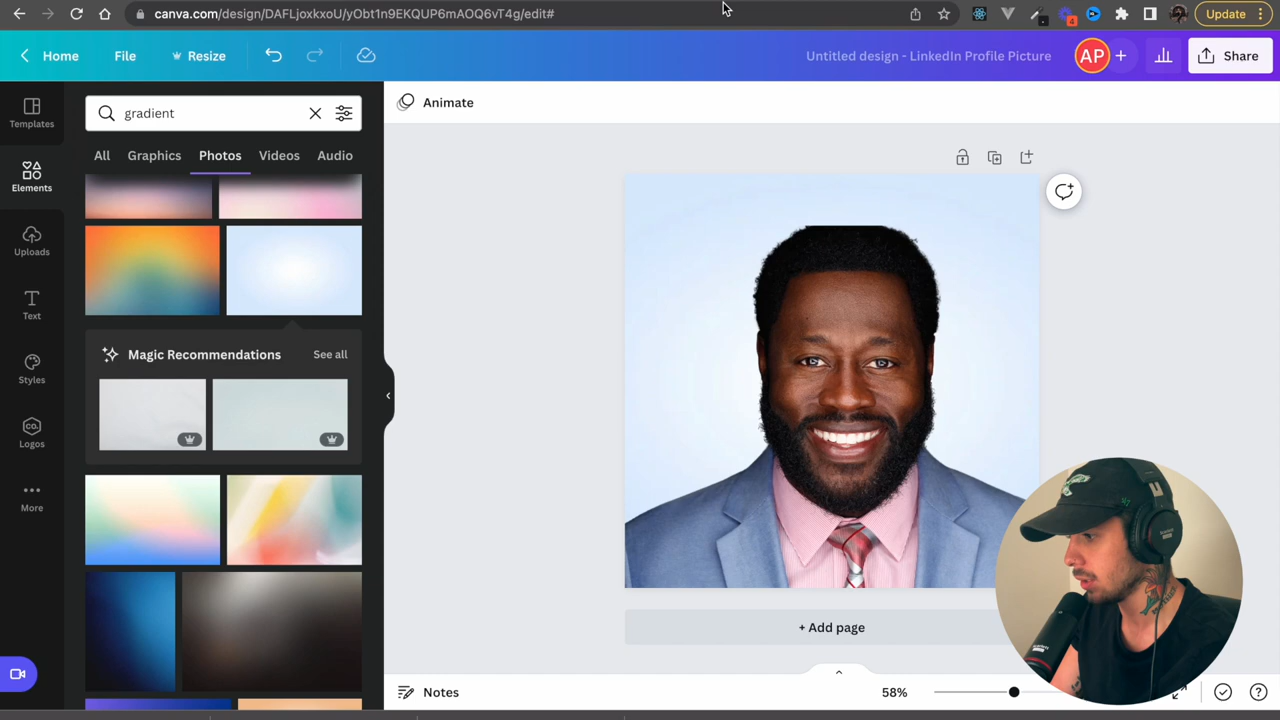 canva.com/design/DAFLjoxkxoU/yObt1n9EKQUP6mAOQ6vT4g/edit#
4
Update
Home
File
Resize
Untitled design - LinkedIn Profile Picture
AP
Share
Templates
Elements
Uploads
Text
Styles
CO.
Logos
More
gradient
All
Graphics
Photos
Videos
Audio
Magic Recommendations
See all
Animate
+ Add page
Notes
58%